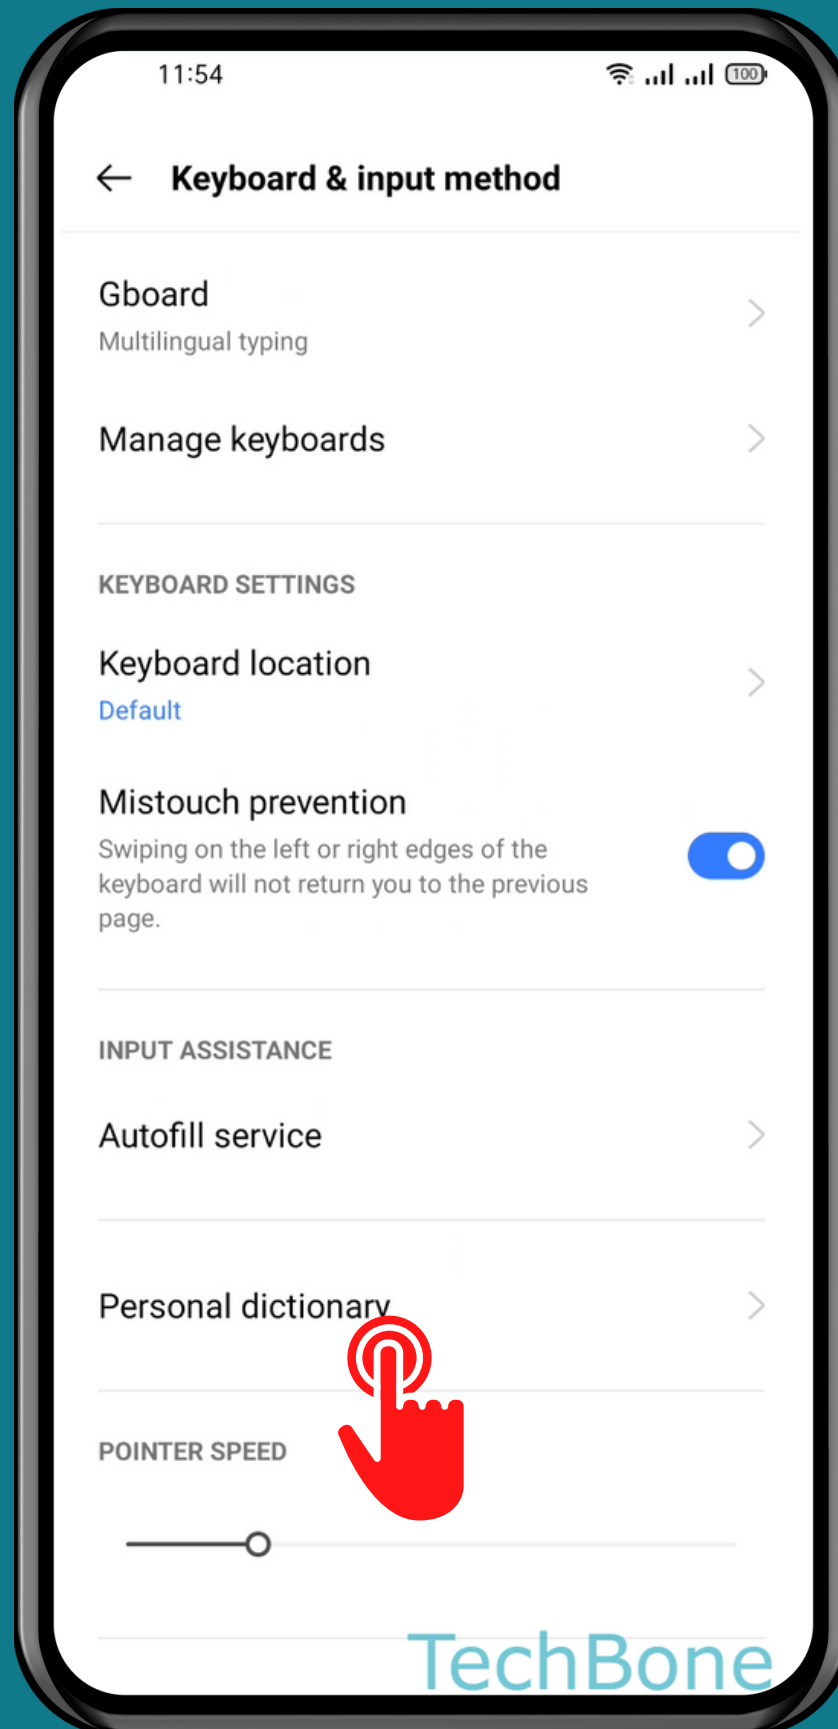 11:54
100
Keyboard & input method
Gboard
Multilingual typing
Manage keyboards
KEYBOARD SETTINGS
Keyboard location
Default
Mistouch prevention
Swiping on the left or right edges of the
keyboard will not return you to the previous
page.
INPUT ASSISTANCE
Autofill service
Personal dictionary
POINTER SPEED
TechBone